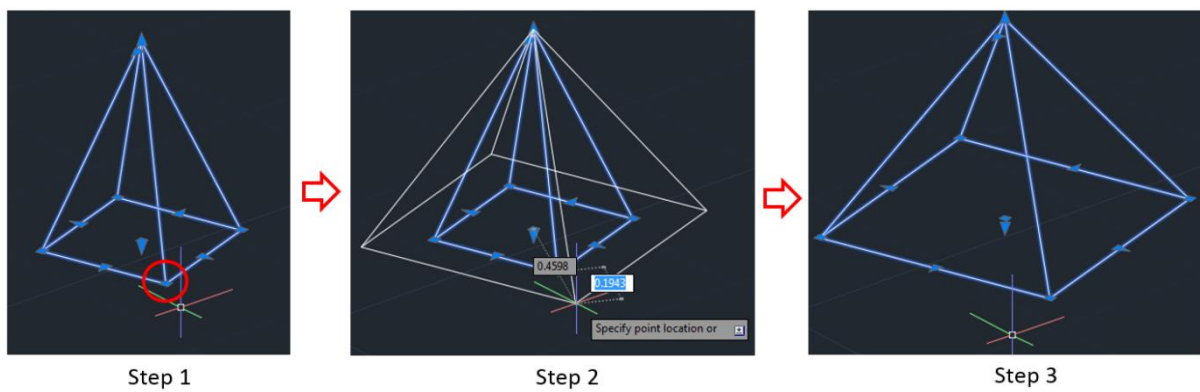 0.4598
0.1943
Specify point location or
Step 1
Step 2
Step 3